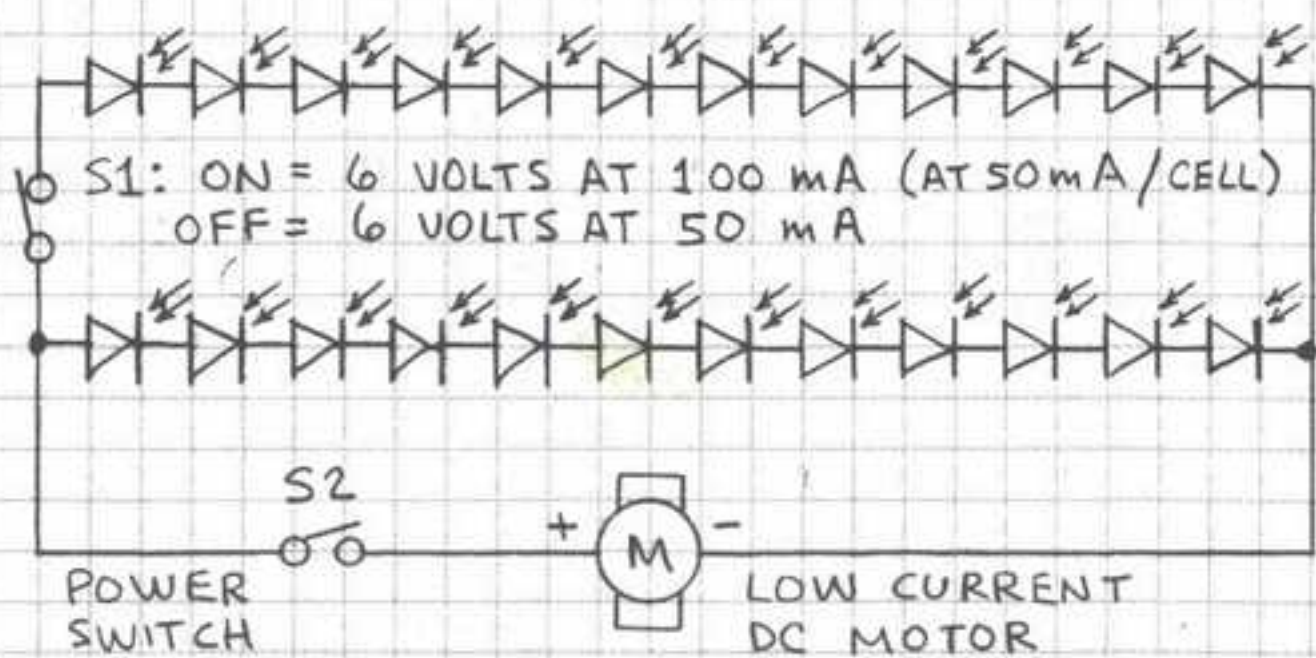 S1: ON = 6 VOLTS AT 100 mA (AT 50mA/CELL)
OFF = 6 VOLTS AT 50 mA
S2
+ M -
POWER
SWITCH
LOW CURRENT
DC MOTOR